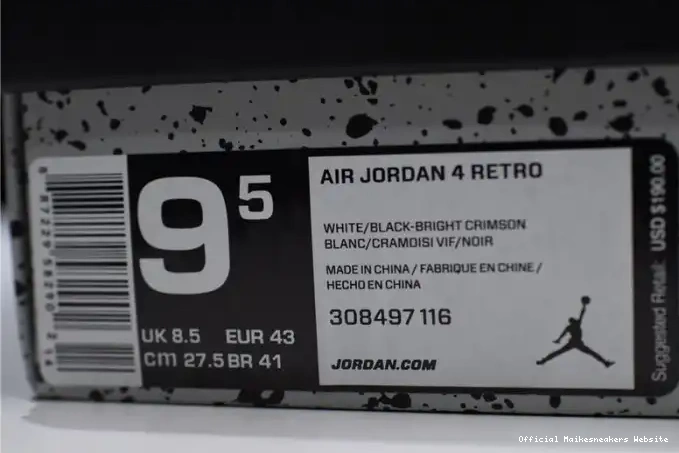 9 5
UK 8.5 EUR 43
cm 27.5 BR 41
AIR JORDAN 4 RETRO
WHITE/BLACK-BRIGHT CRIMSON
BLANC/CRAMOISI VIF/NOIR
MADE IN CHINA / FABRIQUE EN CHINE /
HECHO EN CHINA
308497 116
JORDAN.COM
Suggested Retail: USD $190.00
Official Maikesneakers Website